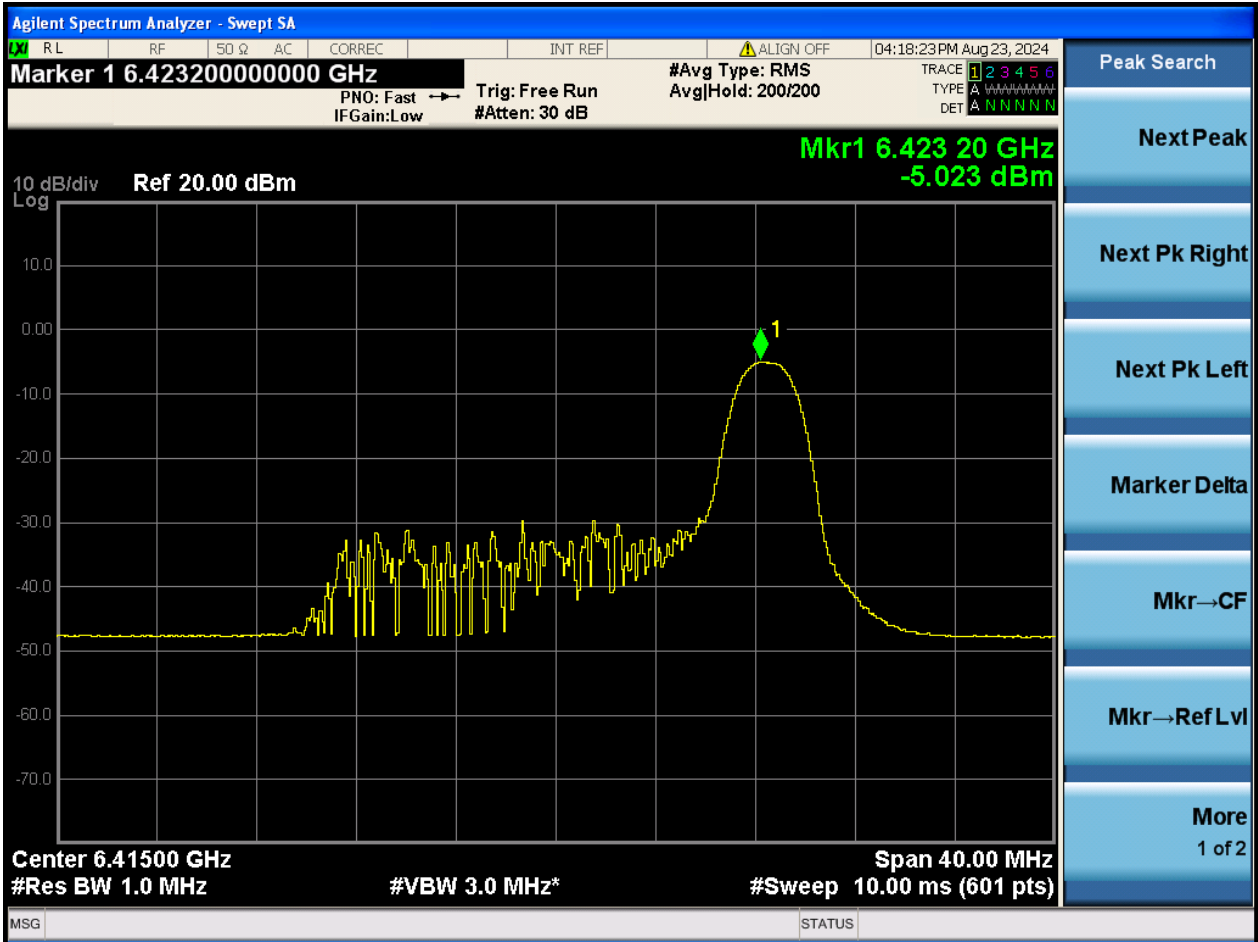 Agilent Spectrum Analyzer - Swept SA
LXI RL RF 50 Ω AC CORREC INT REF ALIGN OFF 04:18:23 PM Aug 23, 2024
Marker 1 6.423200000000 GHz
PNO: Fast
IFGain:Low
Trig: Free Run
#Atten: 30 dB
#Avg Type: RMS
Avg|Hold: 200/200
TRACE 1 2 3 4 5 6
TYPE A WWWWW
DET A N N N N N
Mkr1 6.423 20 GHz
-5.023 dBm
10 dB/div Ref 20.00 dBm
Log
10.0
0.00
-10.0
-20.0
-30.0
-40.0
-50.0
-60.0
-70.0
1
Center 6.41500 GHz Span 40.00 MHz
#Res BW 1.0 MHz #VBW 3.0 MHz* #Sweep 10.00 ms (601 pts)
MSG STATUS
Peak Search
Next Peak
Next Pk Right
Next Pk Left
Marker Delta
Mkr→CF
Mkr→Ref Lvl
More
1 of 2